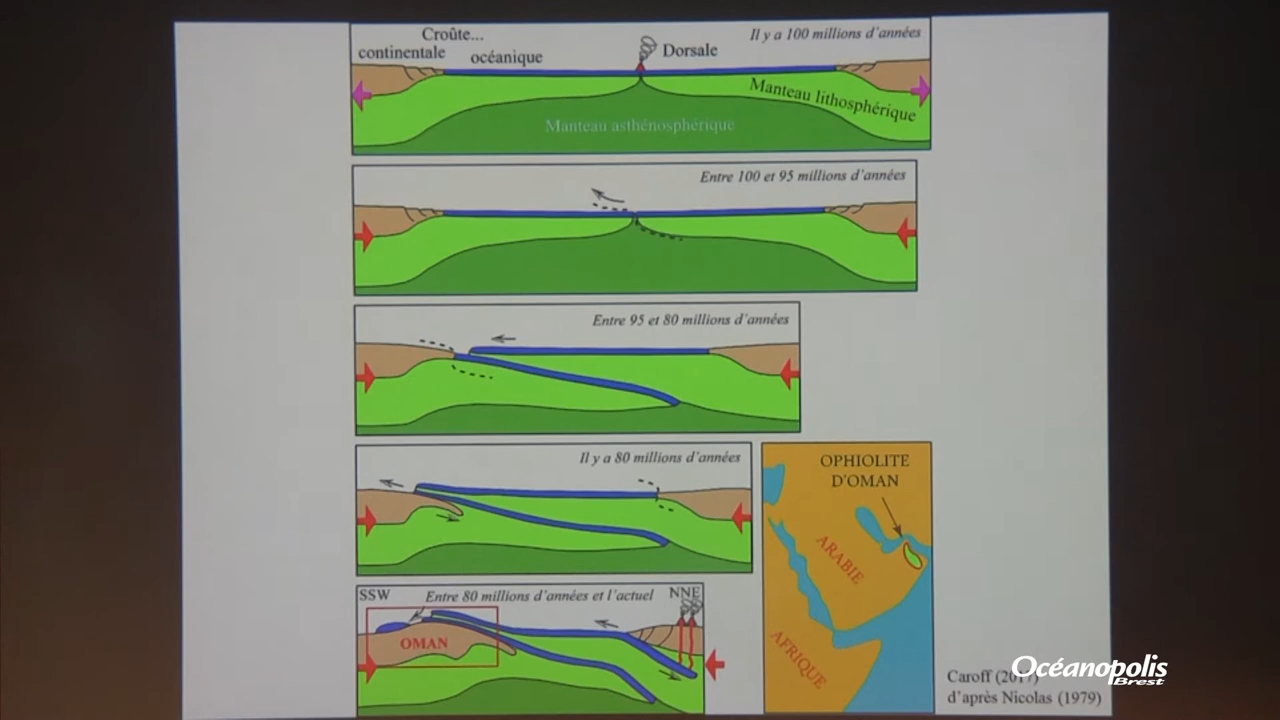 Croûte...
continentale
océanique
Dorsale
Il y a 100 millions d'années
Manteau lithosphérique
Manteau asthénosphérique
Entre 100 et 95 millions d'années
Entre 95 et 80 millions d'années
Il y a 80 millions d'années
OPHIOLITE
D'OMAN
ARABIE
AFRIQUE
SSW
Entre 80 millions d'années et l'actuel
NNE
OMAN
Océanopolis
Brest
Caroff
d'après Nicolas (1979)